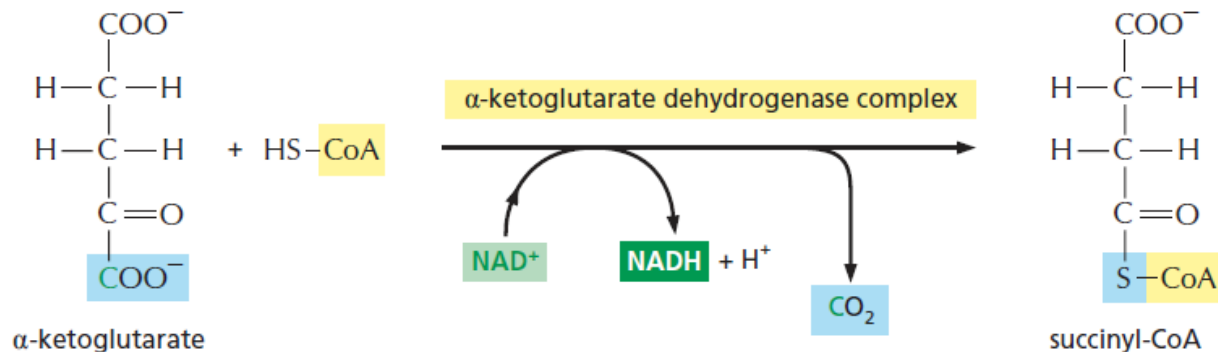 COO⁻
H—C—H
H—C—H + HS–CoA
C=O
COO⁻
α-ketoglutarate
α-ketoglutarate dehydrogenase complex
NAD⁺
NADH + H⁺
CO₂
COO⁻
H—C—H
H—C—H
C=O
S–CoA
succinyl-CoA